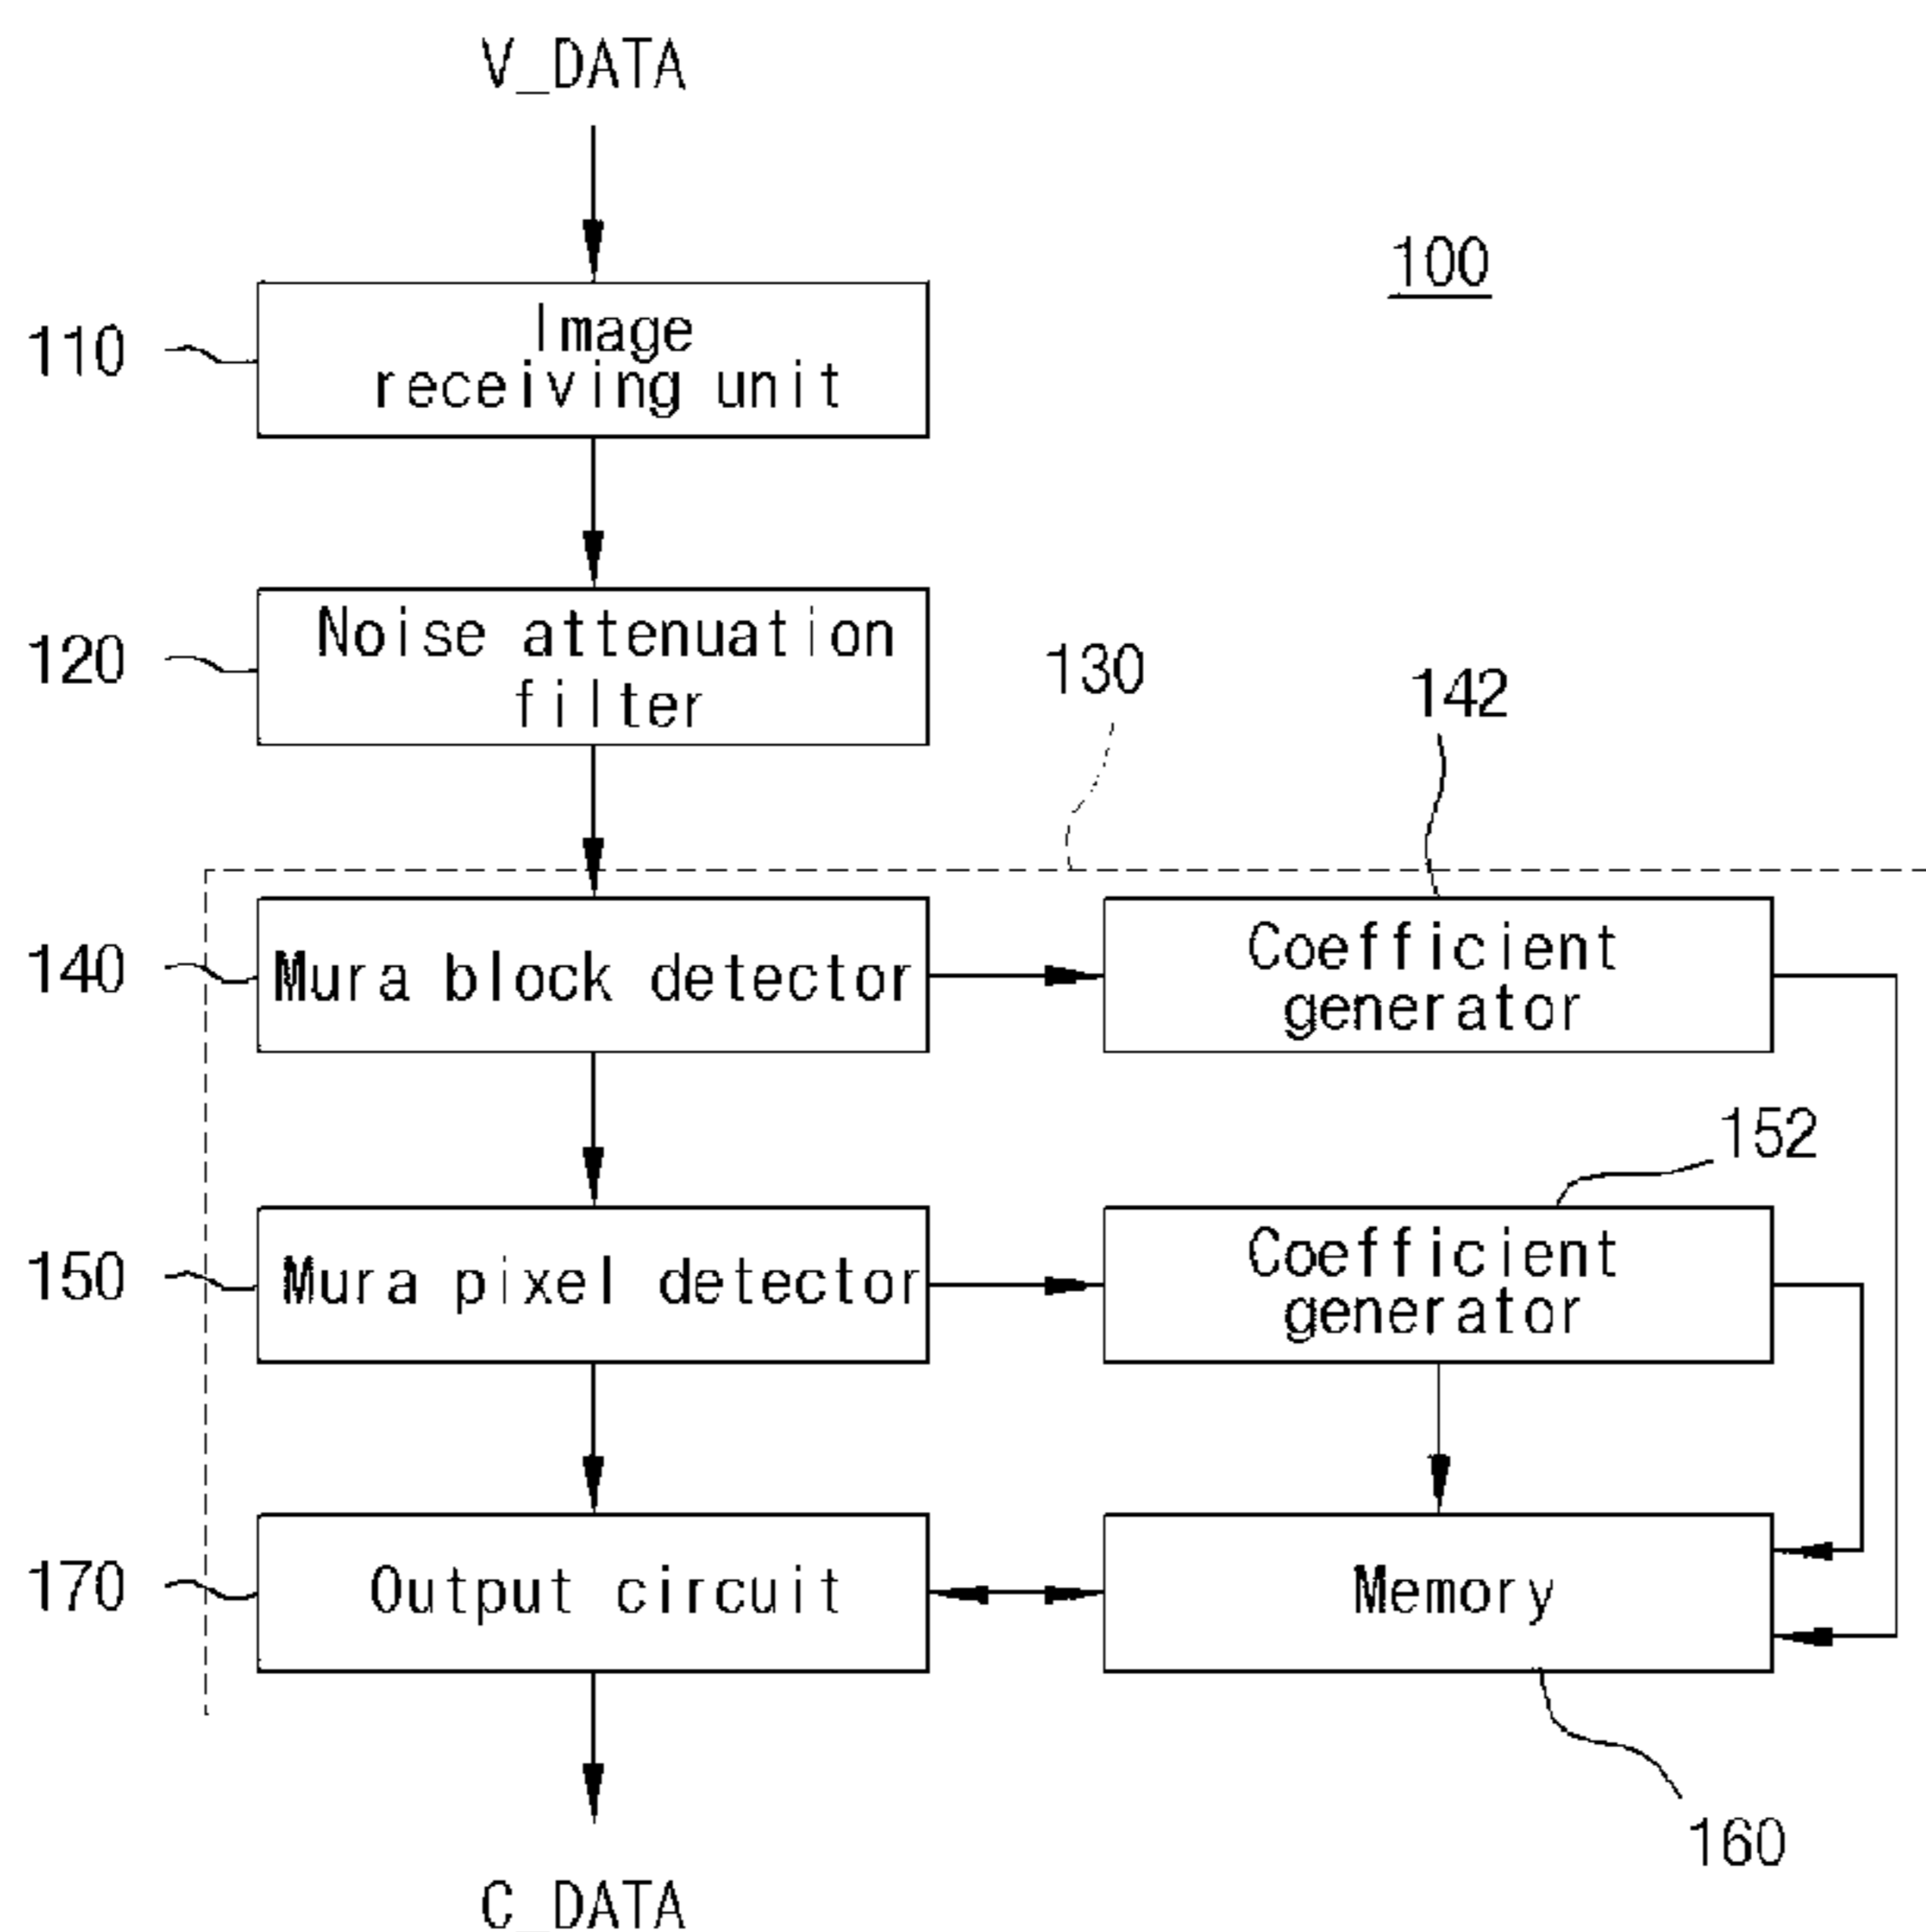 V_DATA
100
110
Image
receiving unit
120
Noise attenuation
filter
130
142
140
Mura block detector
Coefficient
generator
152
150
Mura pixel detector
Coefficient
generator
170
Output circuit
Memory
160
C_DATA